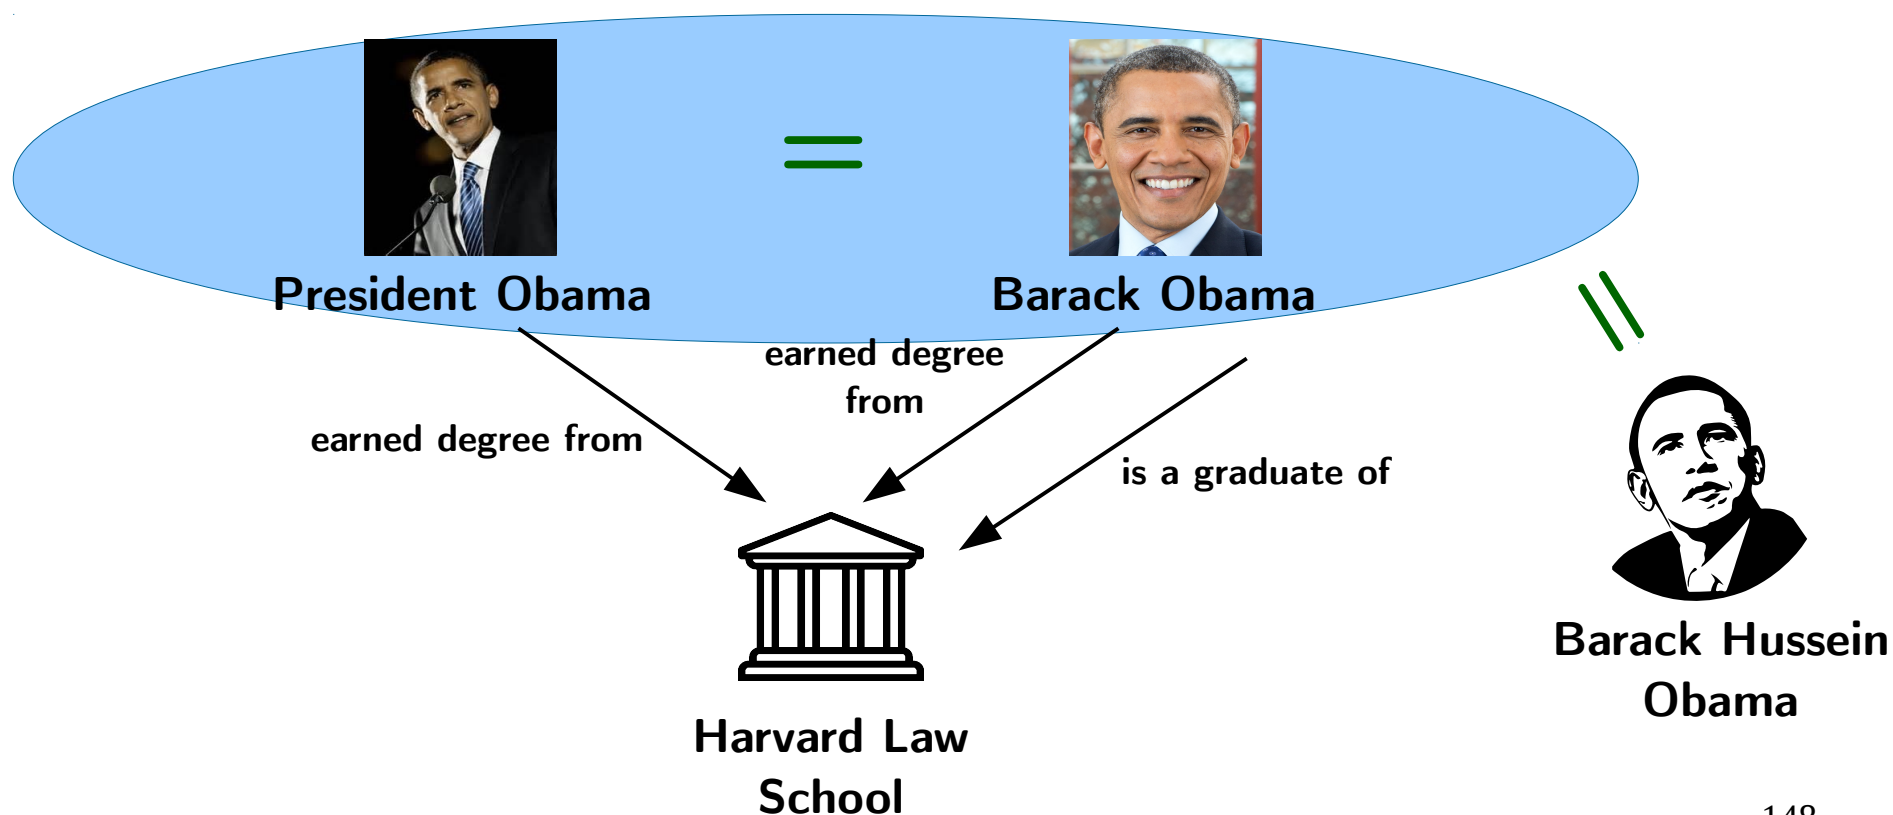 =
President Obama
Barack Obama
=
earned degree
from
earned degree from
is a graduate of
Barack Hussein
Obama
Harvard Law
School
148